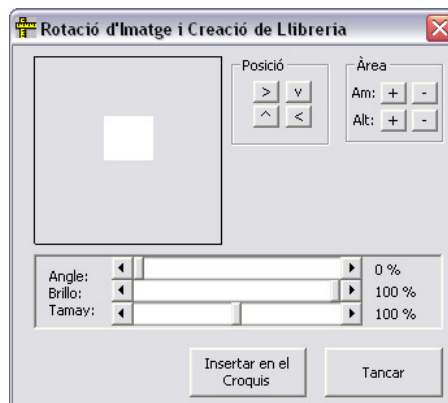 Rotació d'Imatge i Creació de Llibreria
Posició
> v
^ <
Àrea
Am: + -
Alt: + -
Angle: 0 %
Brillo: 100 %
Tamay: 100 %
Insertar en el
Croquis
Tancar